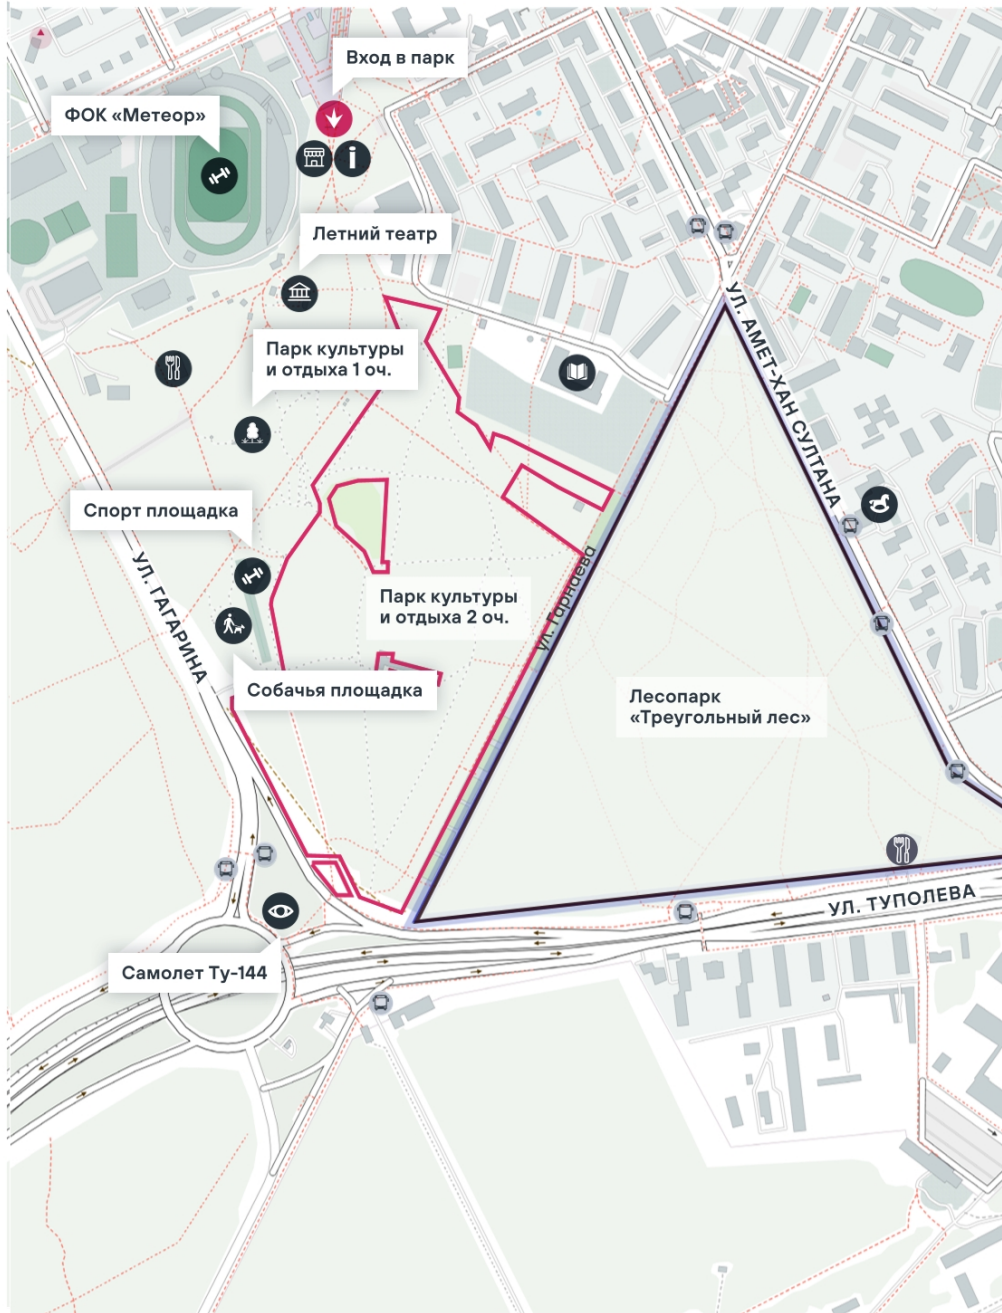 Вход в парк
ФОК «Метеор»
i
Летний театр
УЛ. АМЕТ-ХАН СУЛТАНА
Парк культуры
и отдыха 1 оч.
Спорт площадка
УЛ. ГАГАРИНА
ул. Гарнаева
Парк культуры
и отдыха 2 оч.
Собачья площадка
Лесопарк
«Треугольный лес»
УЛ. ТУПОЛЕВА
Самолет Ту-144